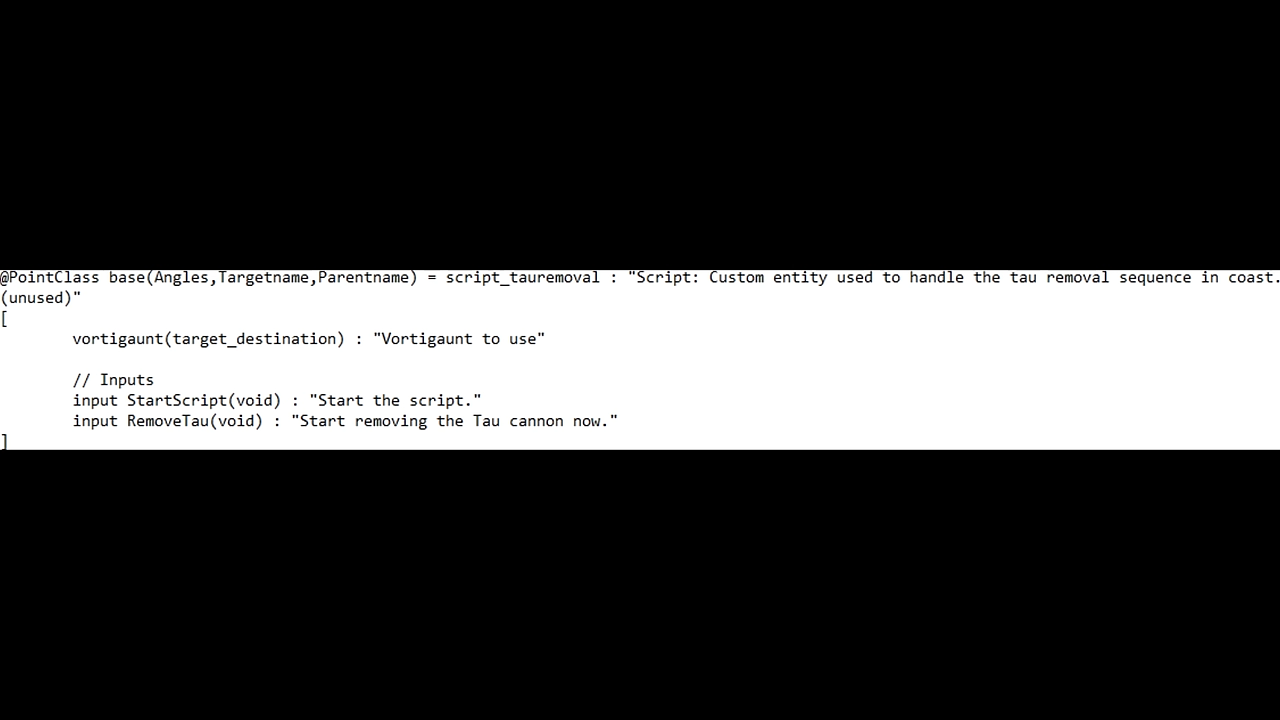 @PointClass base(Angles,Targetname,Parentname) = script_tauremoval : "Script: Custom entity used to handle the tau removal sequence in coast.
(unused)"
[
	vortigaunt(target_destination) : "Vortigaunt to use"
	// Inputs
	input StartScript(void) : "Start the script."
	input RemoveTau(void) : "Start removing the Tau cannon now."
]